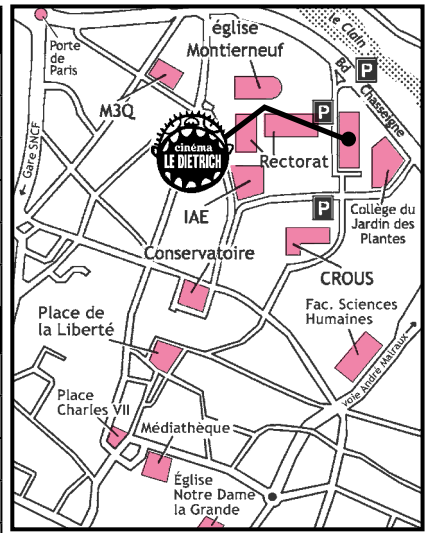 église
Montierneuf
le Clain
Bd
Chasseigne
P
Porte
de
Paris
M3Q
P
cinéma
LE DIETRICH
Rectorat
← Gare SNCF
IAE
P
Collège du
Jardin des
Plantes
Conservatoire
CROUS
Place de
la Liberté
Fac. Sciences
Humaines
voie André Malraux
Place
Charles VII
Médiathèque
Église
Notre Dame
la Grande